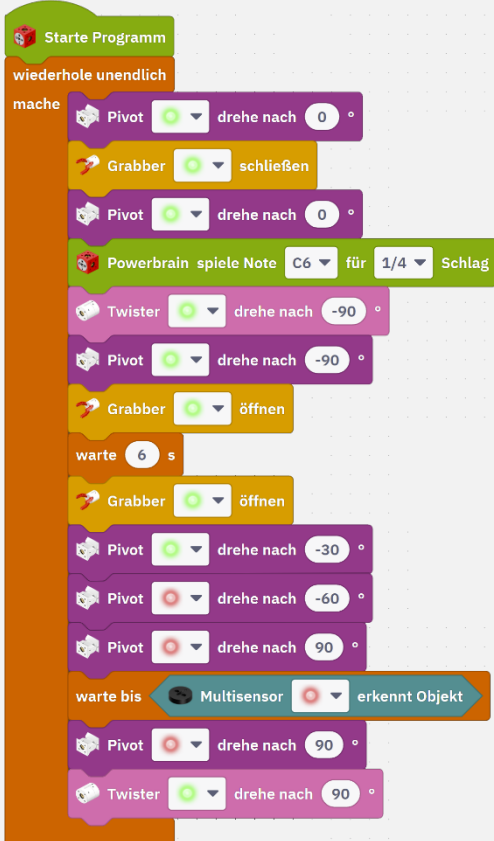 Starte Programm
wiederhole unendlich
mache
Pivot drehe nach 0 °
Grabber schließen
Pivot drehe nach 0 °
Powerbrain spiele Note C6 für 1/4 Schlag
Twister drehe nach -90 °
Pivot drehe nach -90 °
Grabber öffnen
warte 6 s
Grabber öffnen
Pivot drehe nach -30 °
Pivot drehe nach -60 °
Pivot drehe nach 90 °
warte bis Multisensor erkennt Objekt
Pivot drehe nach 90 °
Twister drehe nach 90 °